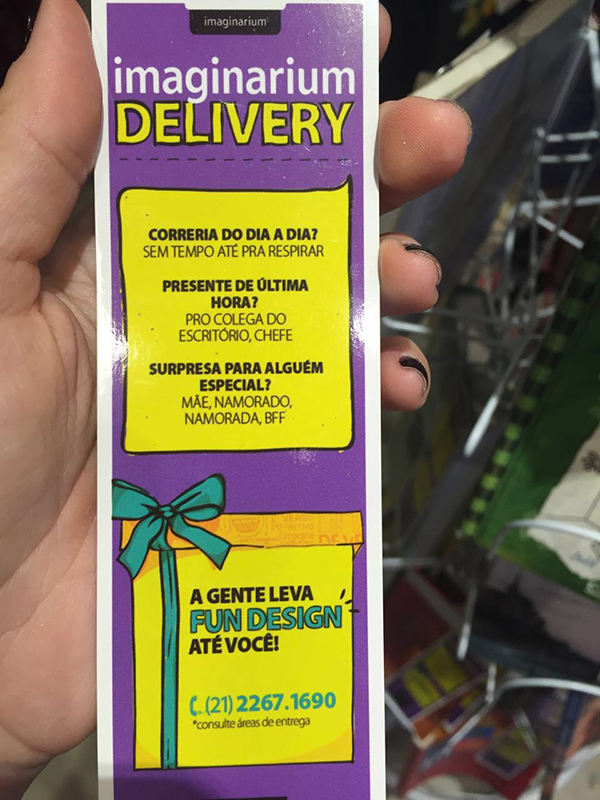 imaginarium
imaginarium
DELIVERY
CORRERIA DO DIA A DIA?
SEM TEMPO ATÉ PRA RESPIRAR
PRESENTE DE ÚLTIMA
HORA?
PRO COLEGA DO
ESCRITÓRIO, CHEFE
SURPRESA PARA ALGUÉM
ESPECIAL?
MÃE, NAMORADO,
NAMORADA, BFF
A GENTE LEVA
FUN DESIGN
ATÉ VOCÊ!
(21) 2267.1690
*consulte áreas de entrega